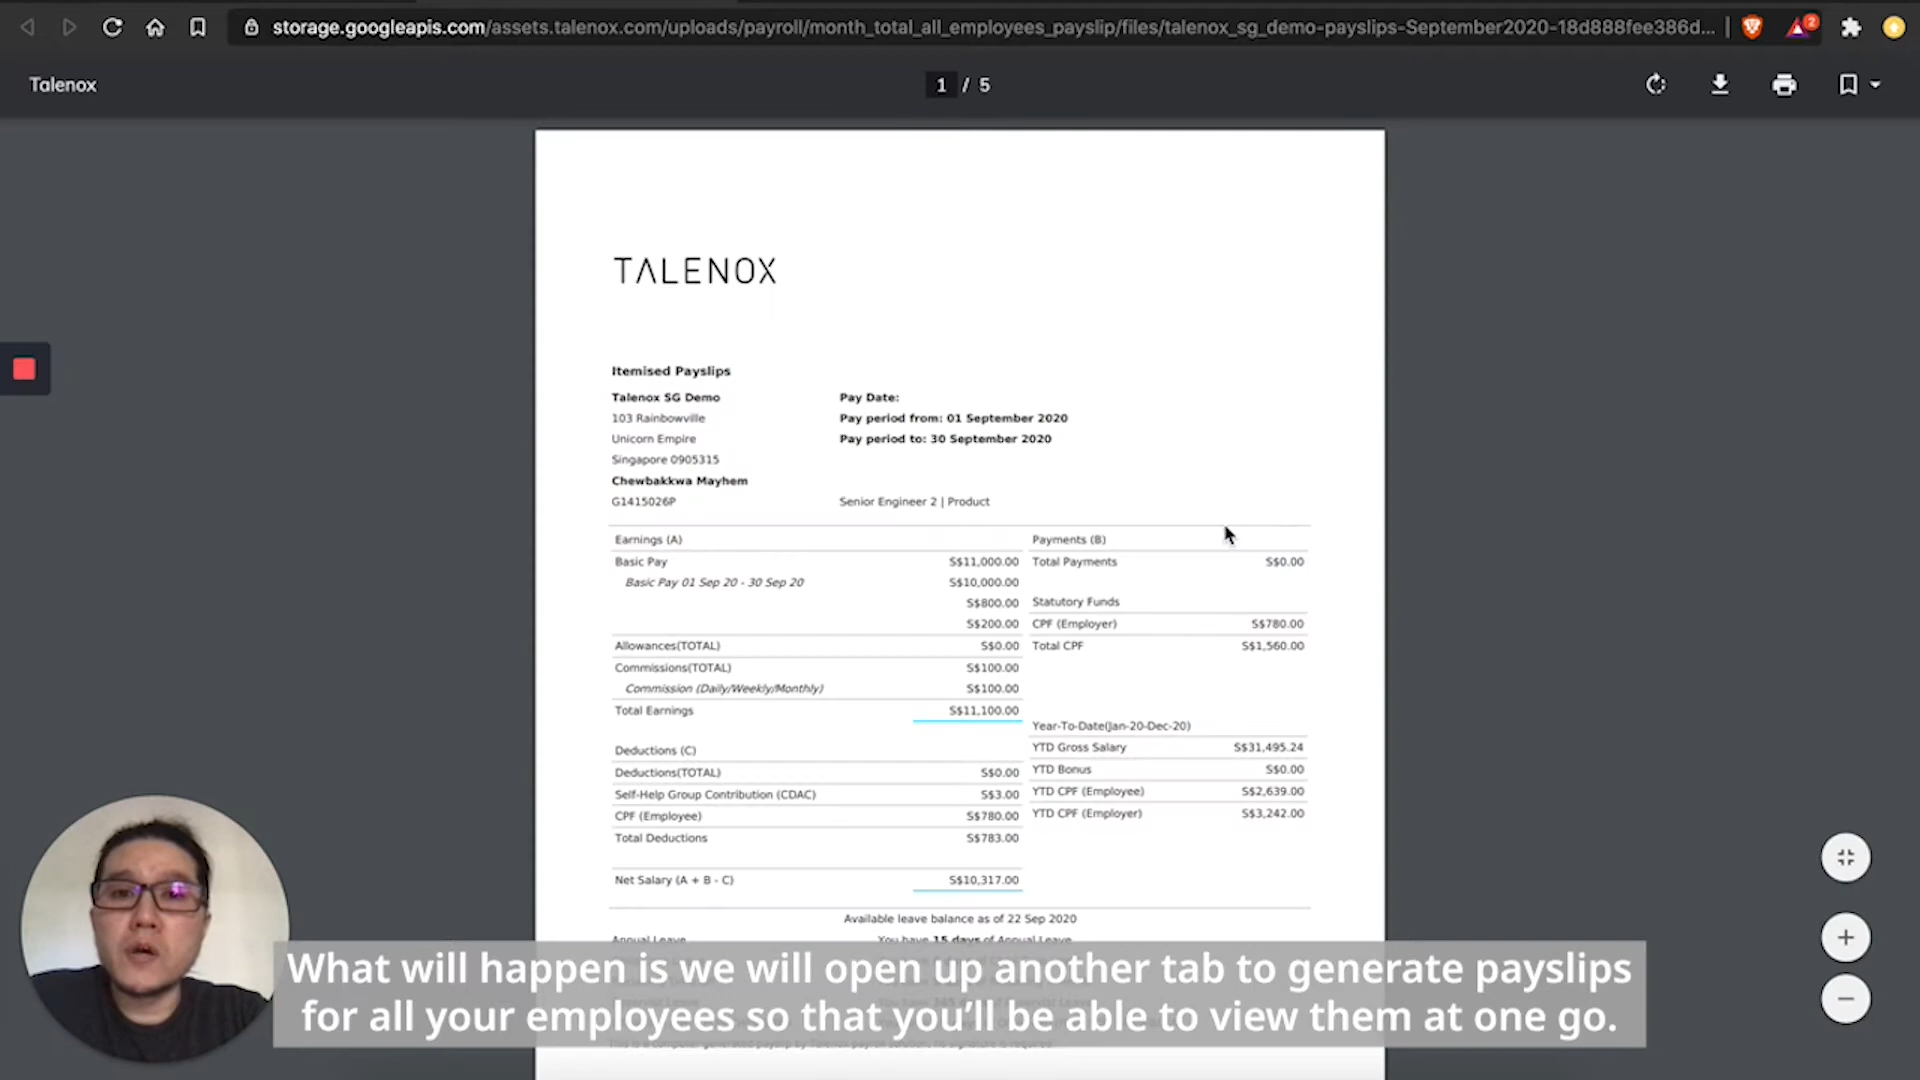 storage.googleapis.com/assets.talenox.com/uploads/payroll/month_total_all_employees_payslip/files/talenox_sg_demo-payslips-September2020-18d888fee386d...
2
Talenox
1 / 5
TALENOX
Itemised Payslips
Talenox SG Demo Pay Date:
103 Rainbowville Pay period from: 01 September 2020
Unicorn Empire Pay period to: 30 September 2020
Singapore 0905315
Chewbakkwa Mayhem
G1415026P Senior Engineer 2 | Product
Earnings (A) Payments (B)
Basic Pay S$11,000.00 Total Payments S$0.00
Basic Pay 01 Sep 20 - 30 Sep 20 S$10,000.00
S$800.00 Statutory Funds
S$200.00 CPF (Employer) S$780.00
Allowances(TOTAL) S$0.00 Total CPF S$1,560.00
Commissions(TOTAL) S$100.00
Commission (Daily/Weekly/Monthly) S$100.00
Total Earnings S$11,100.00
Year-To-Date(Jan-20-Dec-20)
Deductions (C) YTD Gross Salary S$31,495.24
Deductions(TOTAL) S$0.00 YTD Bonus S$0.00
Self-Help Group Contribution (CDAC) S$3.00 YTD CPF (Employee) S$2,639.00
CPF (Employee) S$780.00 YTD CPF (Employer) S$3,242.00
Total Deductions S$783.00
Net Salary (A + B - C) S$10,317.00
Available leave balance as of 22 Sep 2020
Annual Leave You have 15 days of Annual Leave
What will happen is we will open up another tab to generate payslips
for all your employees so that you'll be able to view them at one go.